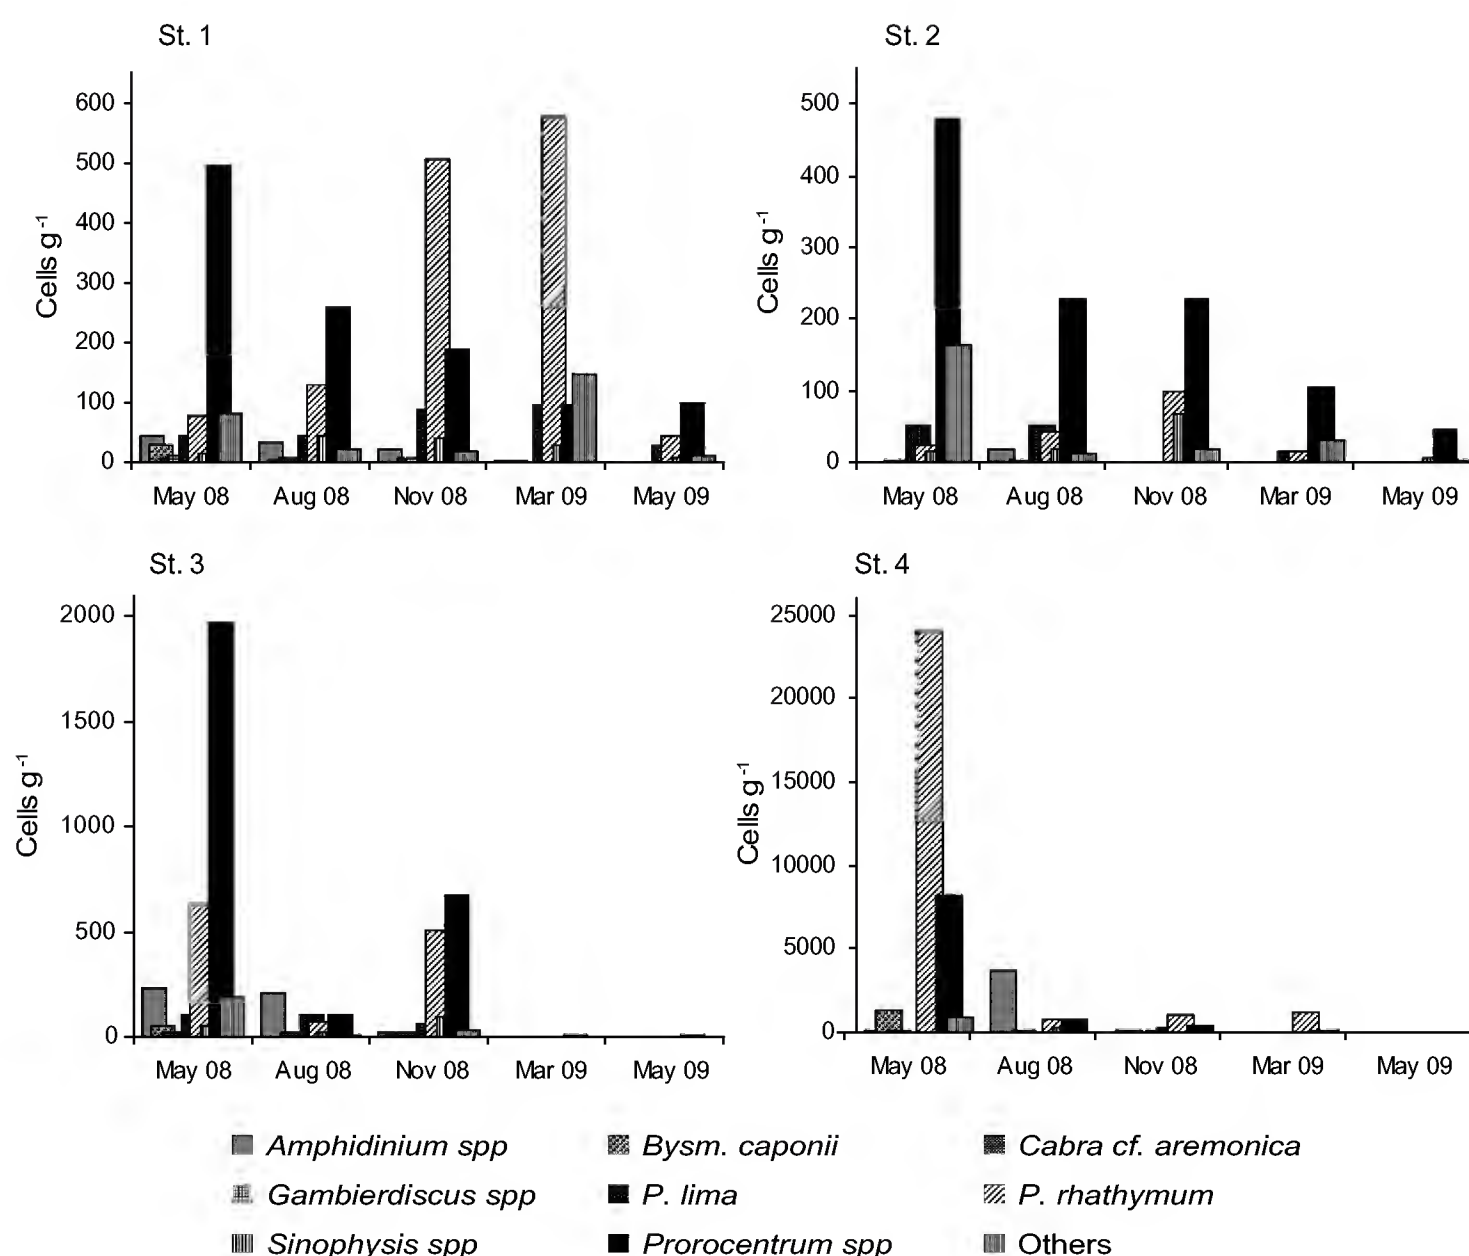 St. 1
600
500
400
300
200
100
0
Cells g⁻¹
May 08 Aug 08 Nov 08 Mar 09 May 09
St. 2
500
400
300
200
100
0
Cells g⁻¹
May 08 Aug 08 Nov 08 Mar 09 May 09
St. 3
2000
1500
1000
500
0
Cells g⁻¹
May 08 Aug 08 Nov 08 Mar 09 May 09
St. 4
25000
20000
15000
10000
5000
0
Cells g⁻¹
May 08 Aug 08 Nov 08 Mar 09 May 09
Amphidinium spp Bysm. caponii Cabra cf. aremonica
Gambierdiscus spp P. lima P. rhathymum
Sinophysis spp Prorocentrum spp Others